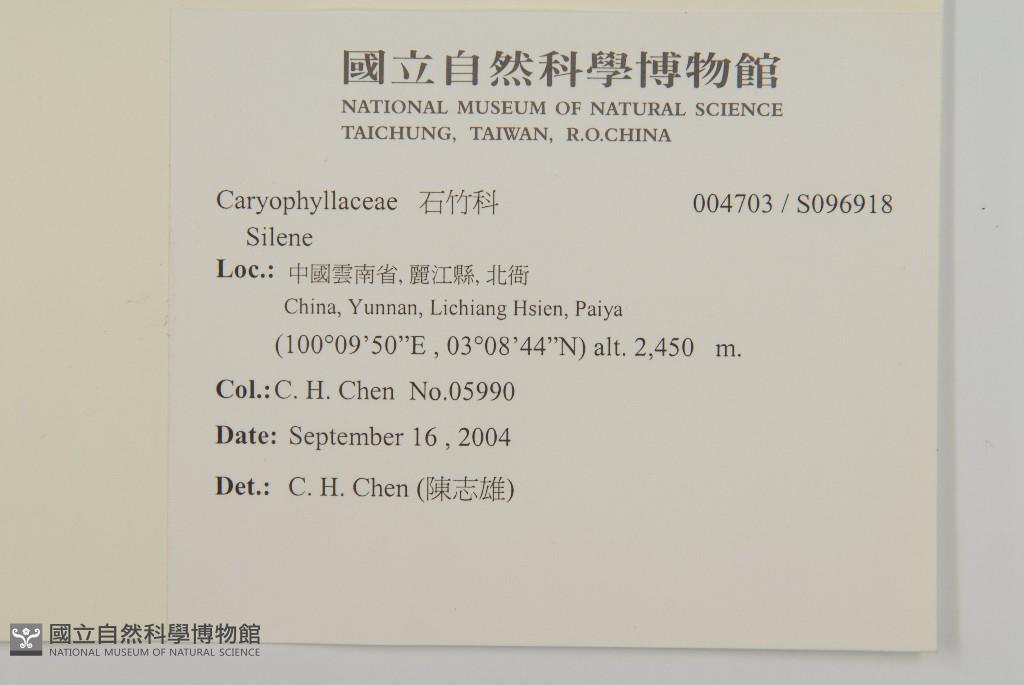 國立自然科學博物館
NATIONAL MUSEUM OF NATURAL SCIENCE
TAICHUNG, TAIWAN, R.O.CHINA
Caryophyllaceae 石竹科 004703 / S096918
Silene
Loc.: 中國雲南省, 麗江縣, 北衙
China, Yunnan, Lichiang Hsien, Paiya
(100°09’50”E , 03°08’44”N) alt. 2,450 m.
Col.: C. H. Chen No.05990
Date: September 16 , 2004
Det.: C. H. Chen (陳志雄)
國立自然科學博物館
NATIONAL MUSEUM OF NATURAL SCIENCE